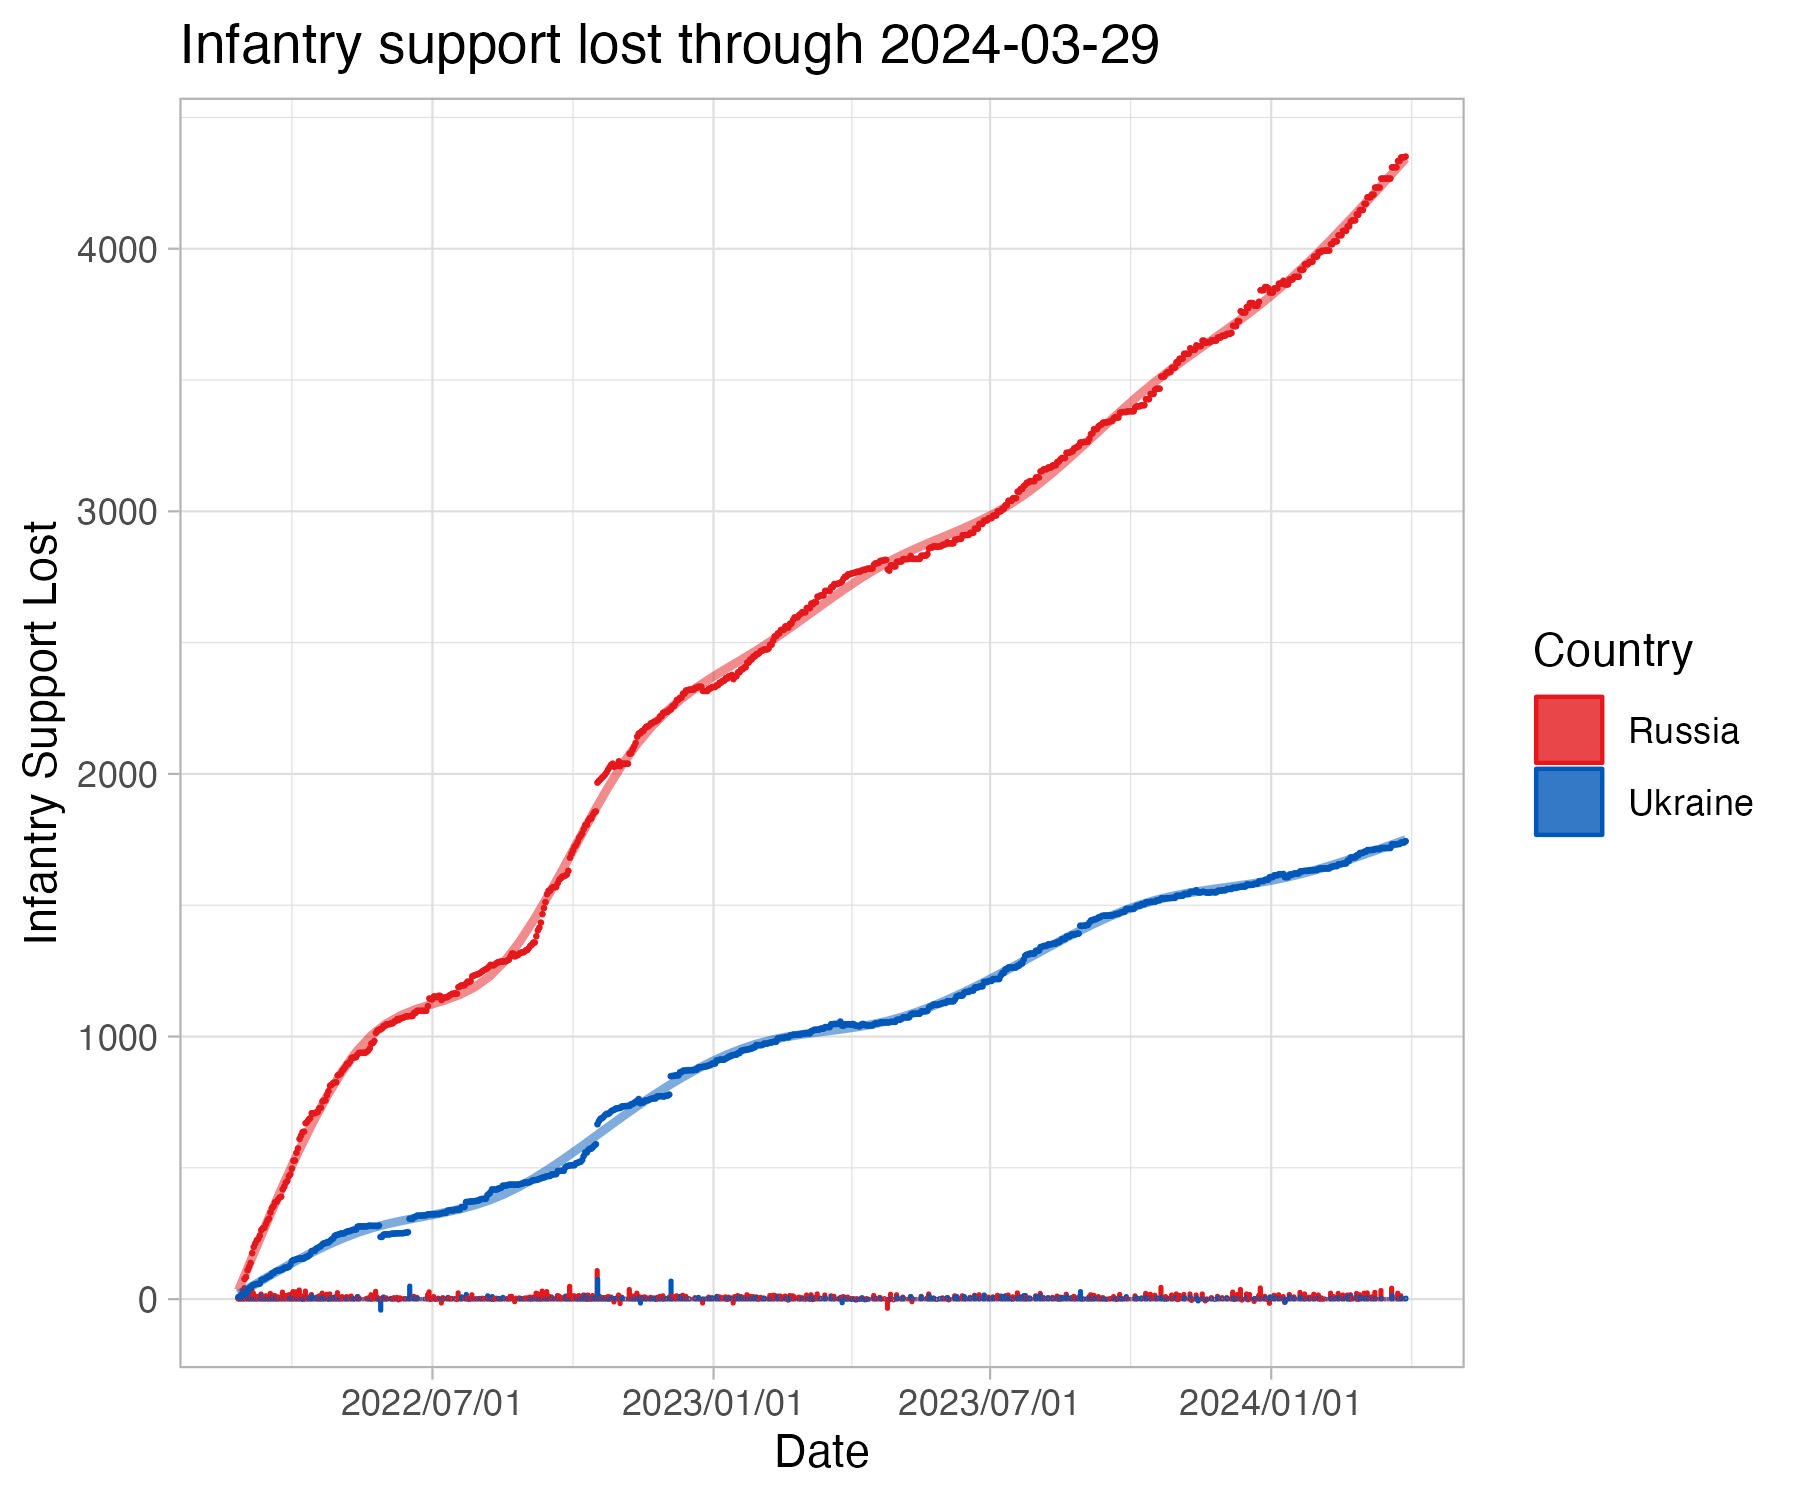 Infantry support lost through 2024-03-29
Infantry Support Lost
4000
3000
2000
1000
0
2022/07/01
2023/01/01
2023/07/01
2024/01/01
Date
Country
Russia
Ukraine